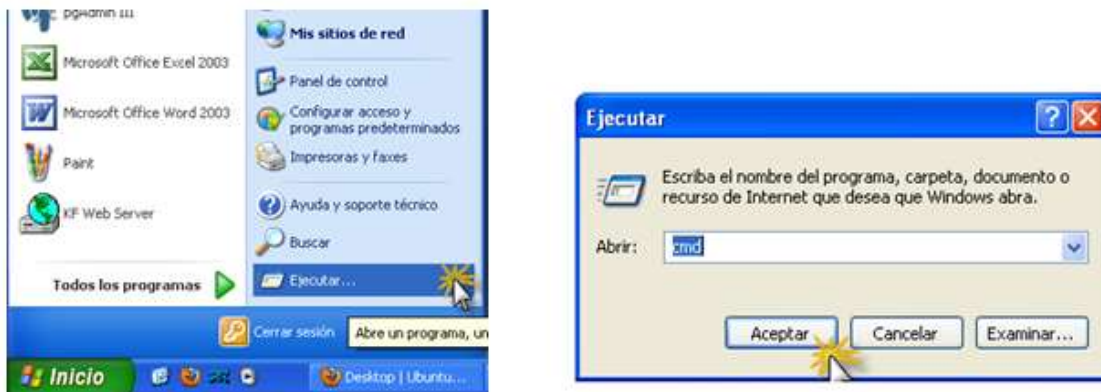 pgAdmin III
Microsoft Office Excel 2003
Microsoft Office Word 2003
Paint
KF Web Server
Todos los programas
Mis sitios de red
Panel de control
Configurar acceso y
programas predeterminados
Impresoras y faxes
Ayuda y soporte técnico
Buscar
Ejecutar...
Cerrar sesión
Abre un programa, un
Inicio
Desktop | Ubuntu...
Ejecutar
Escriba el nombre del programa, carpeta, documento o
recurso de Internet que desea que Windows abra.
Abrir:
cmd
Aceptar
Cancelar
Examinar...